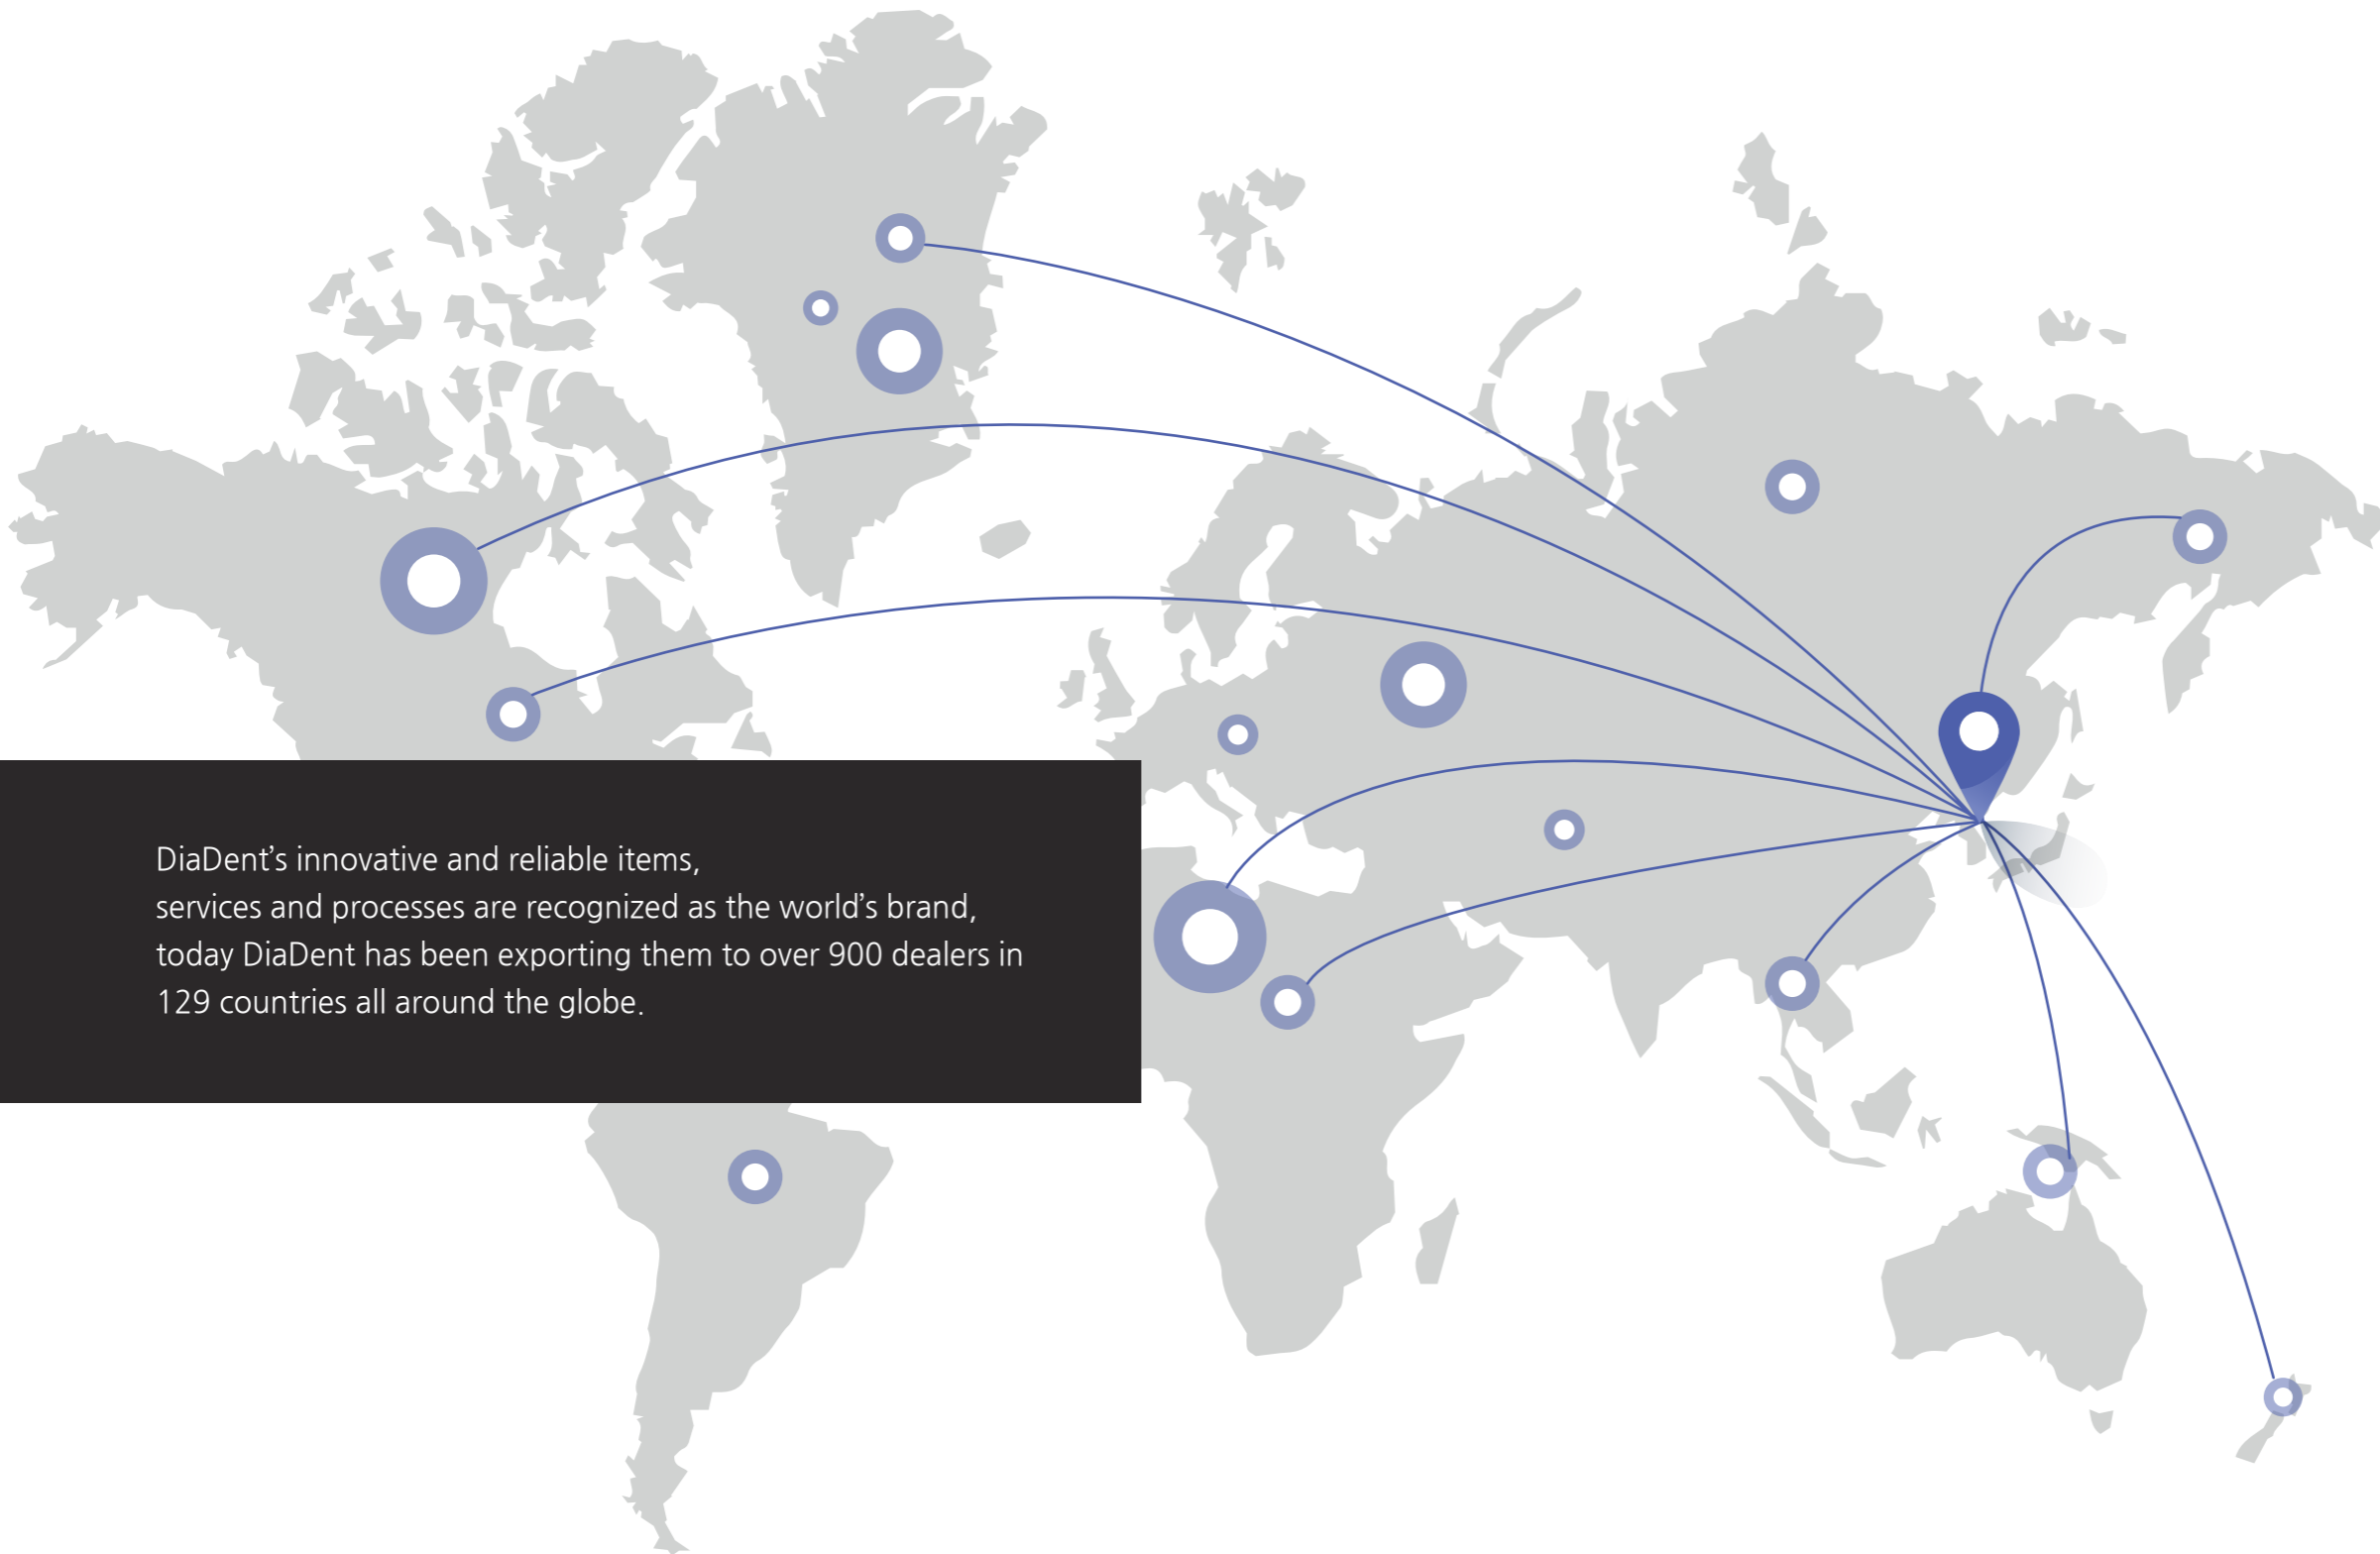 DiaDent’s innovative and reliable items,
services and processes are recognized as the world’s brand,
today DiaDent has been exporting them to over 900 dealers in
129 countries all around the globe.